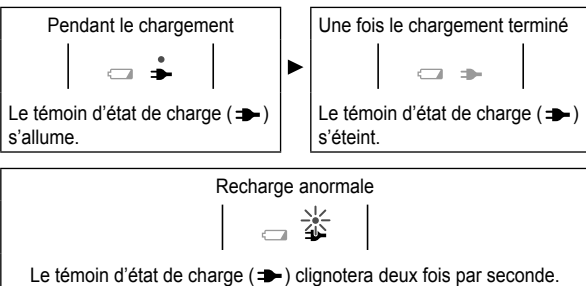 Pendant le chargement
Le témoin d'état de charge ( ) s'allume.
Une fois le chargement terminé
Le témoin d'état de charge ( ) s'éteint.
Recharge anormale
Le témoin d'état de charge ( ) clignotera deux fois par seconde.